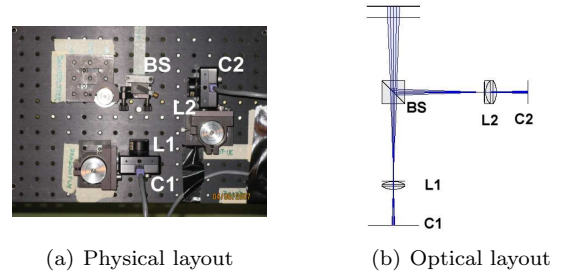 BS
C2
L2
L1
C1
BS
L2
C2
L1
C1
(a) Physical layout
(b) Optical layout